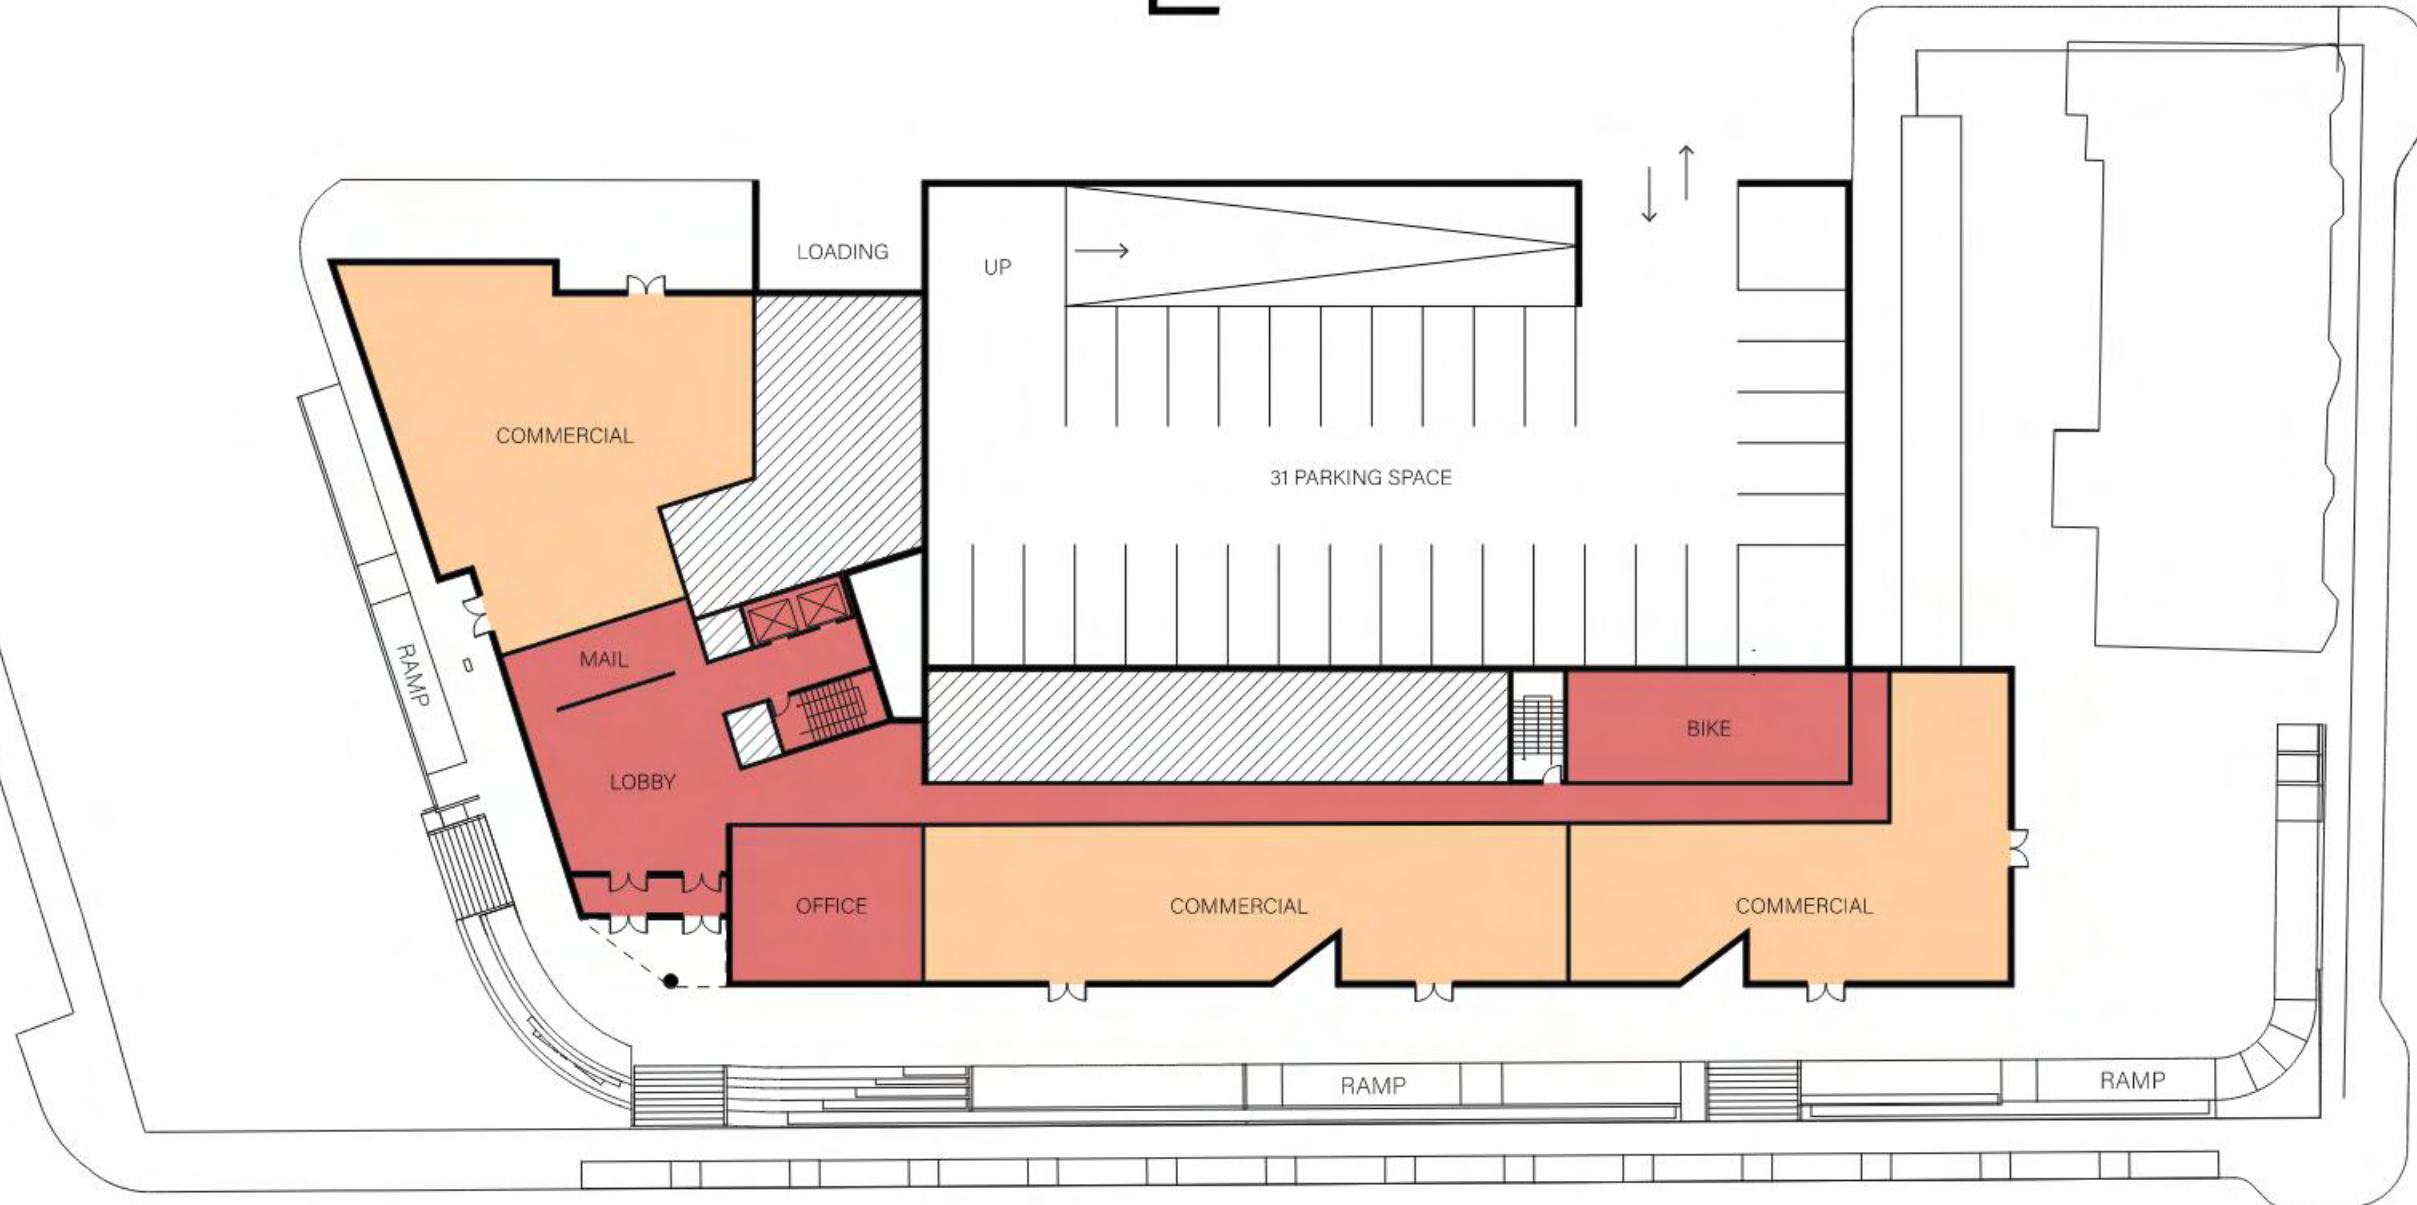 LOADING
UP
COMMERCIAL
31 PARKING SPACE
RAMP
MAIL
BIKE
LOBBY
OFFICE
COMMERCIAL
COMMERCIAL
RAMP
RAMP